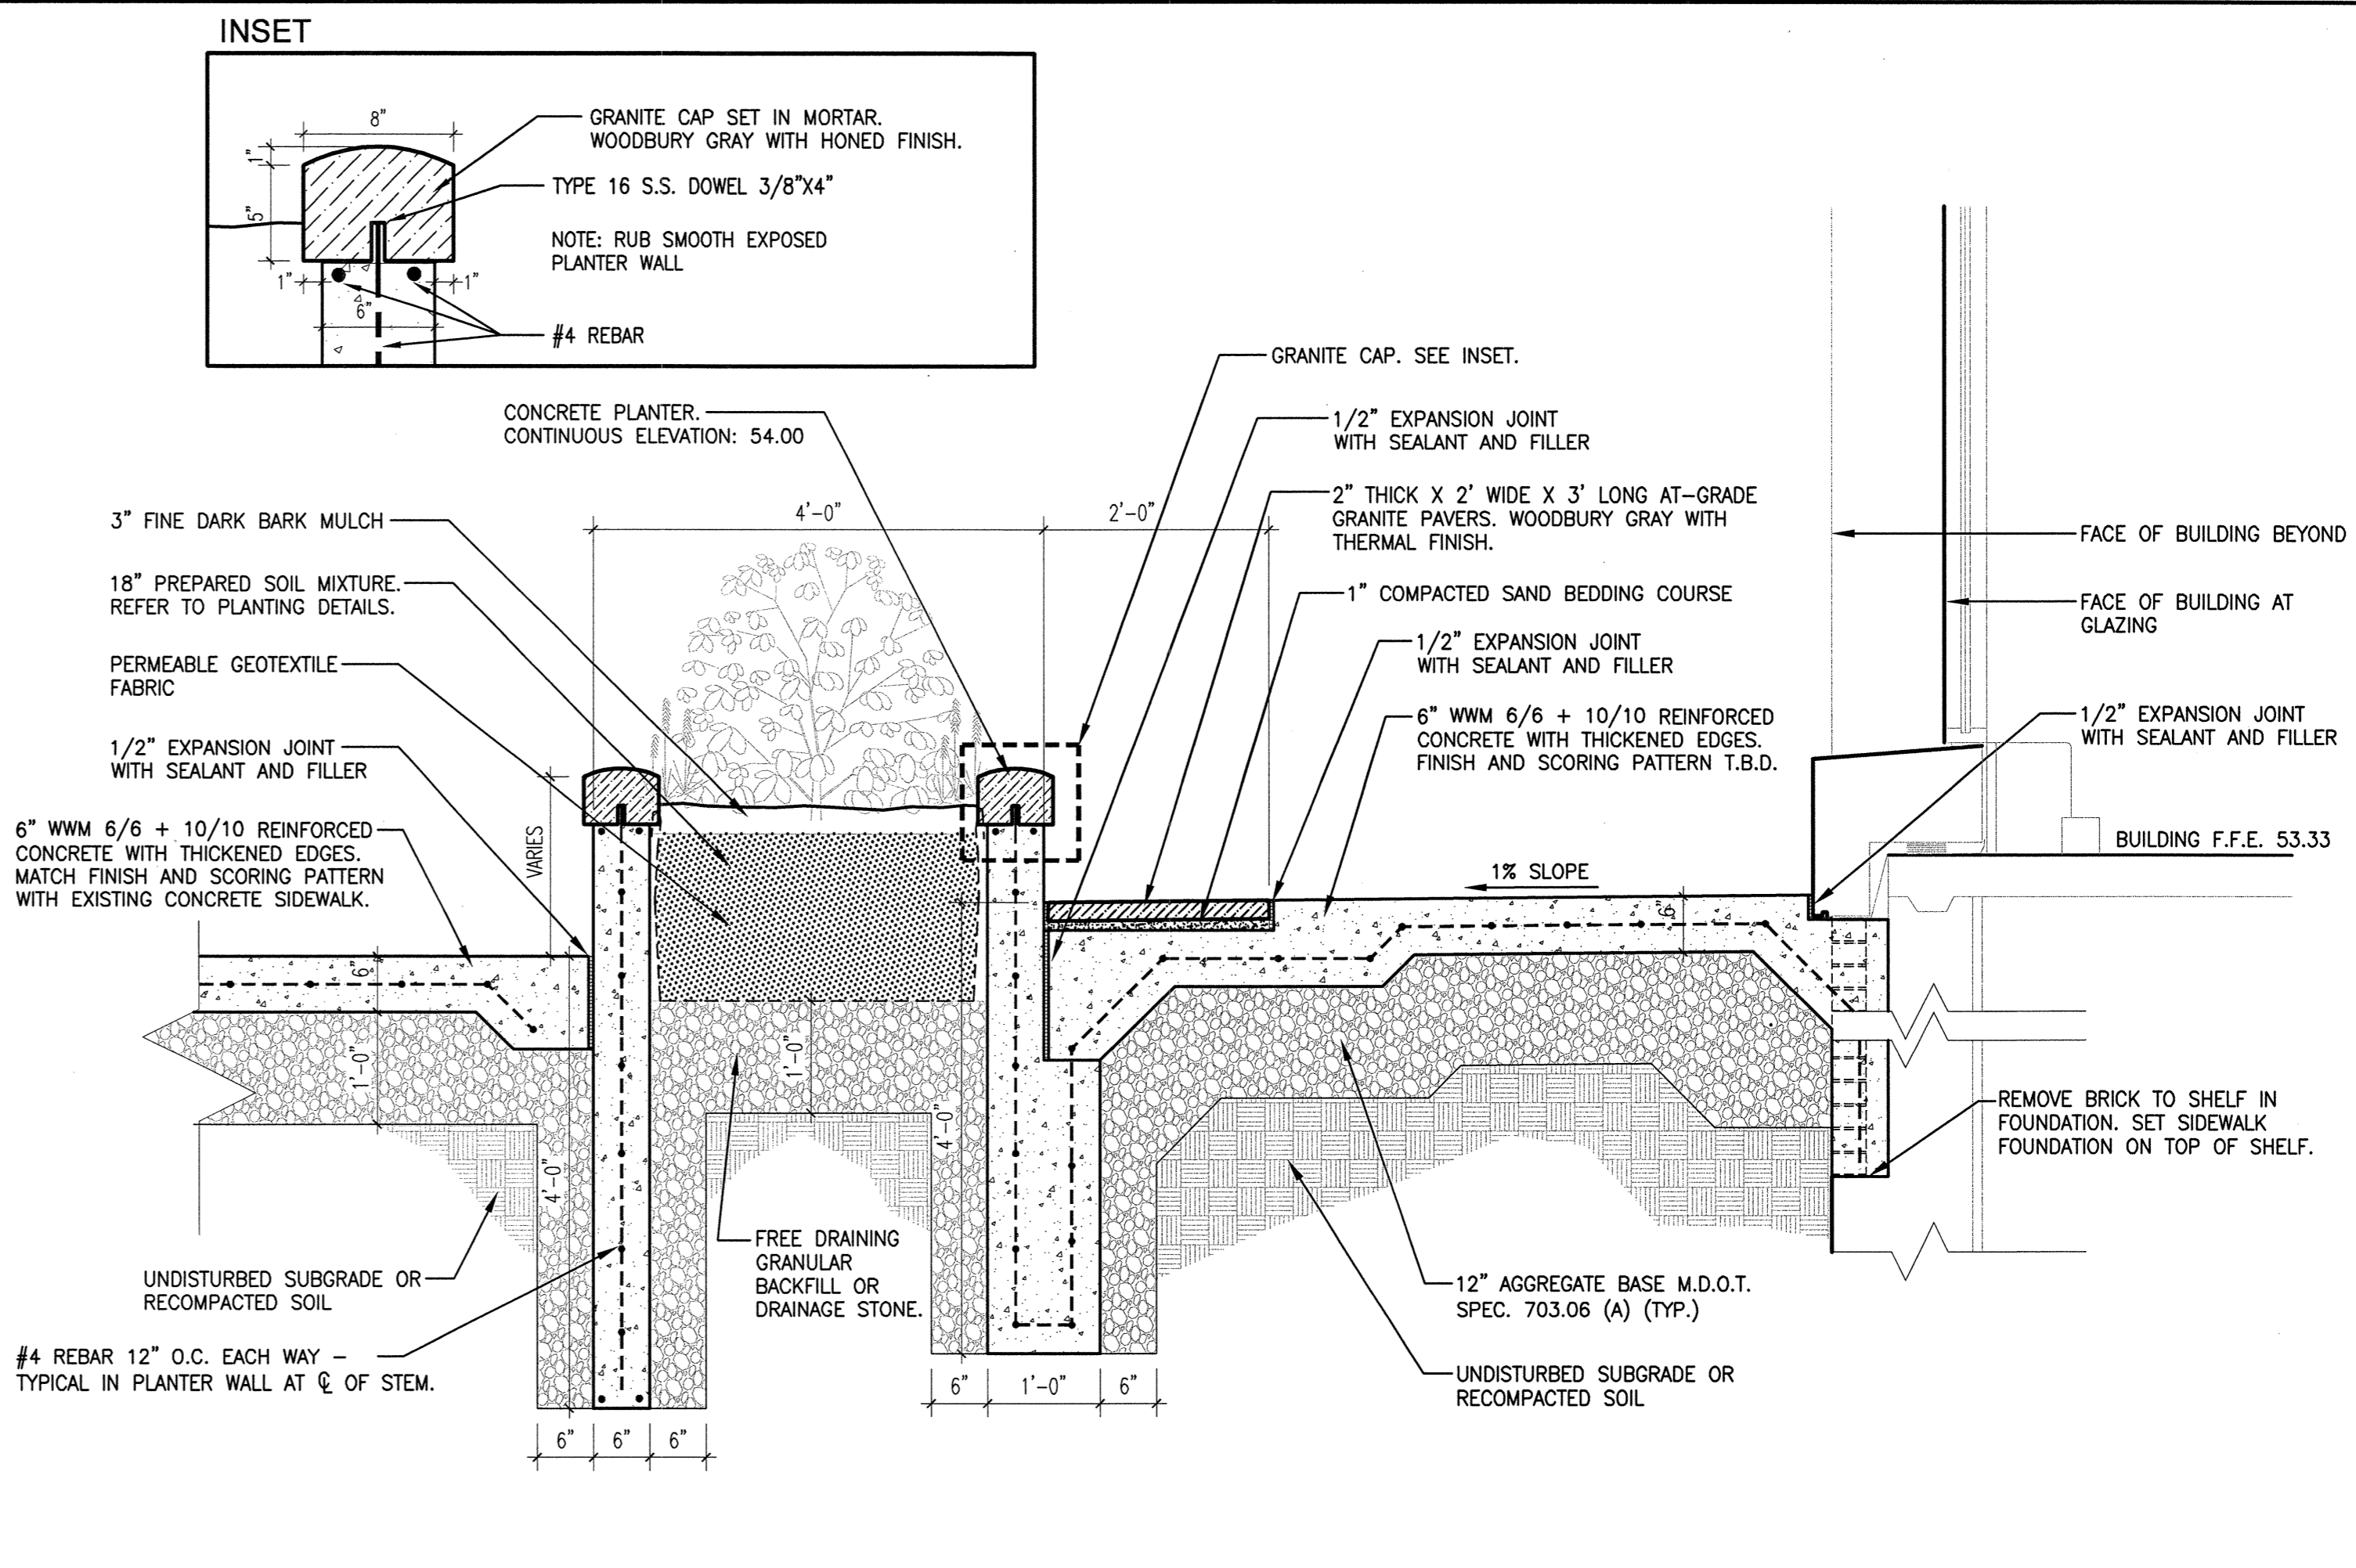 INSET
8"
1"
5"
1"
1"
6"
GRANITE CAP SET IN MORTAR.
WOODBURY GRAY WITH HONED FINISH.
TYPE 16 S.S. DOWEL 3/8"X4"
NOTE: RUB SMOOTH EXPOSED
PLANTER WALL
#4 REBAR
GRANITE CAP. SEE INSET.
CONCRETE PLANTER.
CONTINUOUS ELEVATION: 54.00
1/2" EXPANSION JOINT
WITH SEALANT AND FILLER
2" THICK X 2' WIDE X 3' LONG AT-GRADE
GRANITE PAVERS. WOODBURY GRAY WITH
THERMAL FINISH.
4'-0"
2'-0"
3" FINE DARK BARK MULCH
18" PREPARED SOIL MIXTURE.
REFER TO PLANTING DETAILS.
PERMEABLE GEOTEXTILE
FABRIC
1/2" EXPANSION JOINT
WITH SEALANT AND FILLER
6" WWM 6/6 + 10/10 REINFORCED
CONCRETE WITH THICKENED EDGES.
MATCH FINISH AND SCORING PATTERN
WITH EXISTING CONCRETE SIDEWALK.
1" COMPACTED SAND BEDDING COURSE
1/2" EXPANSION JOINT
WITH SEALANT AND FILLER
6" WWM 6/6 + 10/10 REINFORCED
CONCRETE WITH THICKENED EDGES.
FINISH AND SCORING PATTERN T.B.D.
FACE OF BUILDING BEYOND
FACE OF BUILDING AT
GLAZING
1/2" EXPANSION JOINT
WITH SEALANT AND FILLER
BUILDING F.F.E. 53.33
VARIES
1% SLOPE
6"
6"
1'-0"
1'-0"
4'-0"
4'-0"
REMOVE BRICK TO SHELF IN
FOUNDATION. SET SIDEWALK
FOUNDATION ON TOP OF SHELF.
UNDISTURBED SUBGRADE OR
RECOMPACTED SOIL
FREE DRAINING
GRANULAR
BACKFILL OR
DRAINAGE STONE.
12" AGGREGATE BASE M.D.O.T.
SPEC. 703.06 (A) (TYP.)
#4 REBAR 12" O.C. EACH WAY -
TYPICAL IN PLANTER WALL AT ℄ OF STEM.
UNDISTURBED SUBGRADE OR
RECOMPACTED SOIL
6"
1'-0"
6"
6"
6"
6"